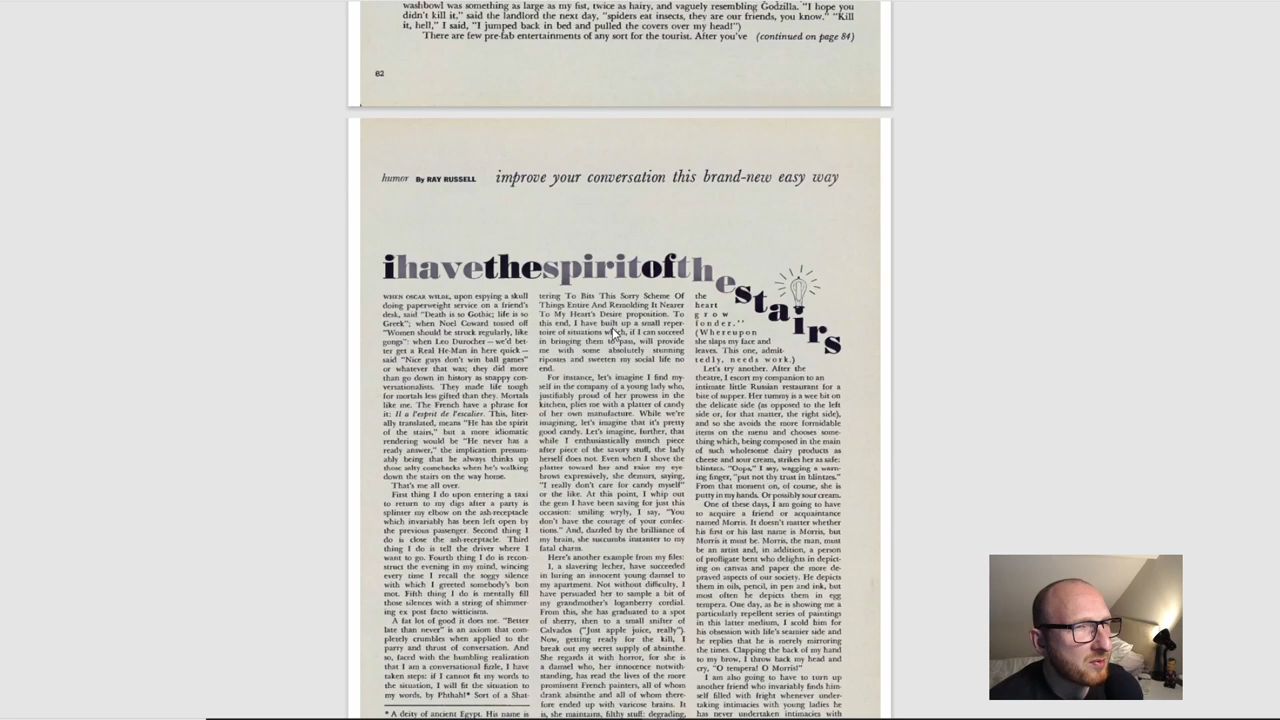 washbowl was something as large as my fist, twice as hairy, and vaguely resembling Godzilla. "I hope you
didn't kill it," said the landlord the next day, "spiders eat insects, they are our friends, you know." "Kill
it, hell," I said, "I jumped back in bed and pulled the covers over my head!")
There are few pre-fab entertainments of any sort for the tourist. After you've (continued on page 84)
82
humor By RAY RUSSELL improve your conversation this brand-new easy way
ihavethespiritofthestairs
WHEN OSCAR WILDE, upon espying a skull
doing paperweight service on a friend's
desk, said "Death is so Gothic; life is so
Greek"; when Noel Coward tossed off
"Women should be struck regularly, like
gongs"; when Leo Durocher — we'd bet-
ter get a Real He-Man in here quick —
said "Nice guys don't win ball games"
or whatever that was; they did more
than go down in history as snappy con-
versationalists. They made life tough
for mortals less gifted than they. Mortals
like me. The French have a phrase for
it: Il a l'esprit de l'escalier. This, liter-
ally translated, means "He has the spirit
of the stairs," but a more idiomatic
rendering would be "He never has a
ready answer," the implication presum-
ably being that he always thinks up
those salty comebacks when he's walking
down the stairs on the way home.
That's me all over.
First thing I do upon entering a taxi
to return to my digs after a party is
splinter my elbow on the ash-receptacle
which invariably has been left open by
the previous passenger. Second thing I
do is close the ash-receptacle. Third
thing I do is tell the driver where I
want to go. Fourth thing I do is recon-
struct the evening in my mind, wincing
every time I recall the soggy silence
with which I greeted somebody's bon
mot. Fifth thing I do is mentally fill
those silences with a string of shimmer-
ing ex post facto witticisms.
A fat lot of good it does me. "Better
late than never" is an axiom that com-
pletely crumbles when applied to the
parry and thrust of conversation. And
so, faced with the humbling realization
that I am a conversational fizzle, I have
taken steps: if I cannot fit my words to
the situation, I will fit the situation to
my words, by Phthah!* Sort of a Shat-
* A deity of ancient Egypt. His name is
tering To Bits This Sorry Scheme Of
Things Entire And Remolding It Nearer
To My Heart's Desire proposition. To
this end, I have built up a small reper-
toire of situations which, if I can succeed
in bringing them to pass, will provide
me with some absolutely stunning
ripostes and sweeten my social life no
end.
For instance, let's imagine I find my-
self in the company of a young lady who,
justifiably proud of her prowess in the
kitchen, plies me with a platter of candy
of her own manufacture. While we're
imagining, let's imagine that it's pretty
good candy. Let's imagine, further, that
while I enthusiastically munch piece
after piece of the savory stuff, the lady
herself does not. Even when I shove the
platter toward her and raise my eye-
brows expressively, she demurs, saying,
"I really don't care for candy myself"
or the like. At this point, I whip out
the gem I have been saving for just this
occasion: smiling wryly, I say, "You
don't have the courage of your confec-
tions." And, dazzled by the brilliance of
my brain, she succumbs instanter to my
fatal charm.
Here's another example from my files:
I, a slavering lecher, have succeeded
in luring an innocent young damsel to
my apartment. Not without difficulty, I
have persuaded her to sample a bit of
my grandmother's loganberry cordial.
From this, she has graduated to a spot
of sherry, then to a small snifter of
Calvados ("Just apple juice, really").
Now, getting ready for the kill, I
break out my secret supply of absinthe.
She regards it with horror, for she is
a damsel who, her innocence notwith-
standing, has read the lives of the more
prominent French painters, all of whom
drank absinthe and all of whom there-
fore ended up with varicose brains. It
is, she maintains, filthy stuff: degrading,
the
heart
grow
fonder."
(Whereupon
she slaps my face and
leaves. This one, admit-
tedly, needs work.)
Let's try another. After the
theatre, I escort my companion to an
intimate little Russian restaurant for a
bite of supper. Her tummy is a wee bit on
the delicate side (as opposed to the left
side or, for that matter, the right side),
and so she avoids the more formidable
items on the menu and chooses some-
thing which, being composed in the main
of such wholesome dairy products as
cheese and sour cream, strikes her as safe:
blintzes. "Oops," I say, wagging a warn-
ing finger, "put not thy trust in blintzes."
From that moment on, of course, she is
putty in my hands. Or possibly sour cream.
One of these days, I am going to have
to acquire a friend or acquaintance
named Morris. It doesn't matter whether
his first or his last name is Morris, but
Morris it must be. Morris, the man, must
be an artist and, in addition, a person
of profligate bent who delights in depict-
ing on canvas and paper the more de-
praved aspects of our society. He depicts
them in oils, pencil, in pen and ink, but
most often he depicts them in egg
tempera. One day, as he is showing me a
particularly repellent series of paintings
in this latter medium, I scold him for
his obsession with life's seamier side and
he replies that he is merely mirroring
the times. Clapping the back of my hand
to my brow, I throw back my head and
cry, "O tempera! O Morris!"
I am also going to have to turn up
another friend who invariably finds him-
self filled with fright whenever under-
taking intimacies with young ladies he
has never undertaken intimacies with